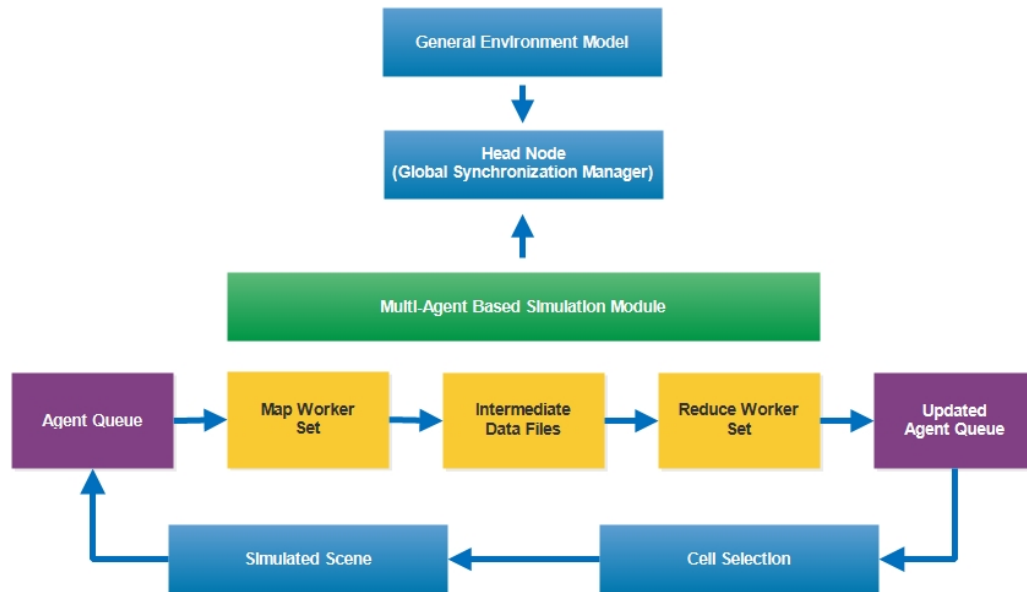 General Environment Model
Head Node
(Global Synchronization Manager)
Multi-Agent Based Simulation Module
Agent Queue
Map Worker
Set
Intermediate
Data Files
Reduce Worker
Set
Updated
Agent Queue
Simulated Scene
Cell Selection